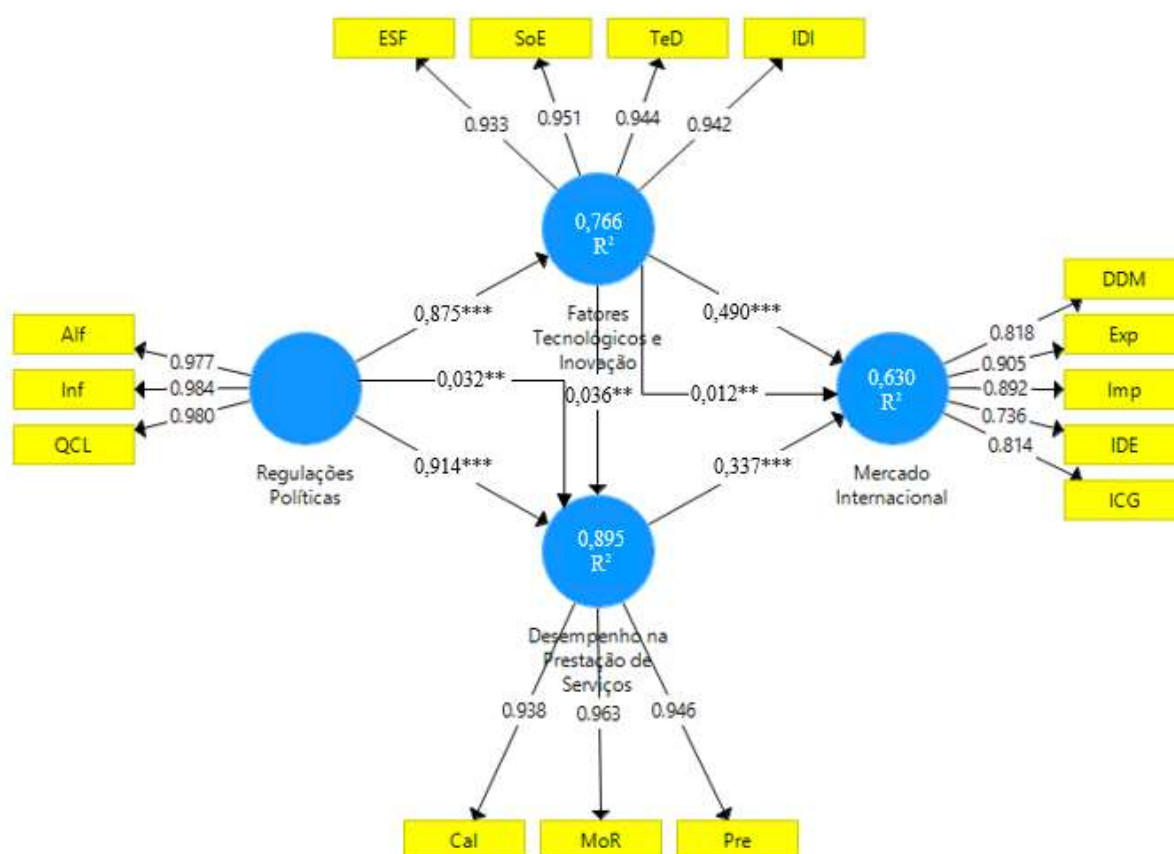 ESF SoE TeD IDI
0.933 0.951 0.944 0.942
0,766
R²
Fatores
Tecnológicos e
Inovação
0,875***
0,490***
Alf
Inf
QCL
0.977
0.984
0.980
Regulações
Políticas
0,032**
0,036**
0,012**
0,914***
0,337***
0,630
R²
Mercado
Internacional
0.818
0.905
0.892
0.736
0.814
DDM
Exp
Imp
IDE
ICG
0,895
R²
Desempenho na
Prestação de
Serviços
0.938 0.963 0.946
Cal MoR Pre